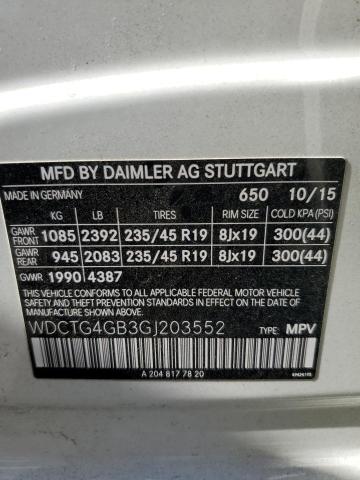 MFD BY DAIMLER AG STUTTGART
MADE IN GERMANY 650 10/15
KG LB TIRES RIM SIZE COLD KPA (PSI)
GAWR FRONT 1085 2392 235/45 R19 8Jx19 300(44)
GAWR REAR 945 2083 235/45 R19 8Jx19 300(44)
GVWR 1990 4387
THIS VEHICLE CONFORMS TO ALL APPLICABLE FEDERAL
MOTOR VEHICLE SAFETY, BUMPER, AND THEFT PREVENTION
STANDARDS IN EFFECT ON THE DATE OF MANUFACTURE SHOWN ABOVE.
WDCTG4GB3GJ203552 TYPE: MPV
A 204 817 78 20